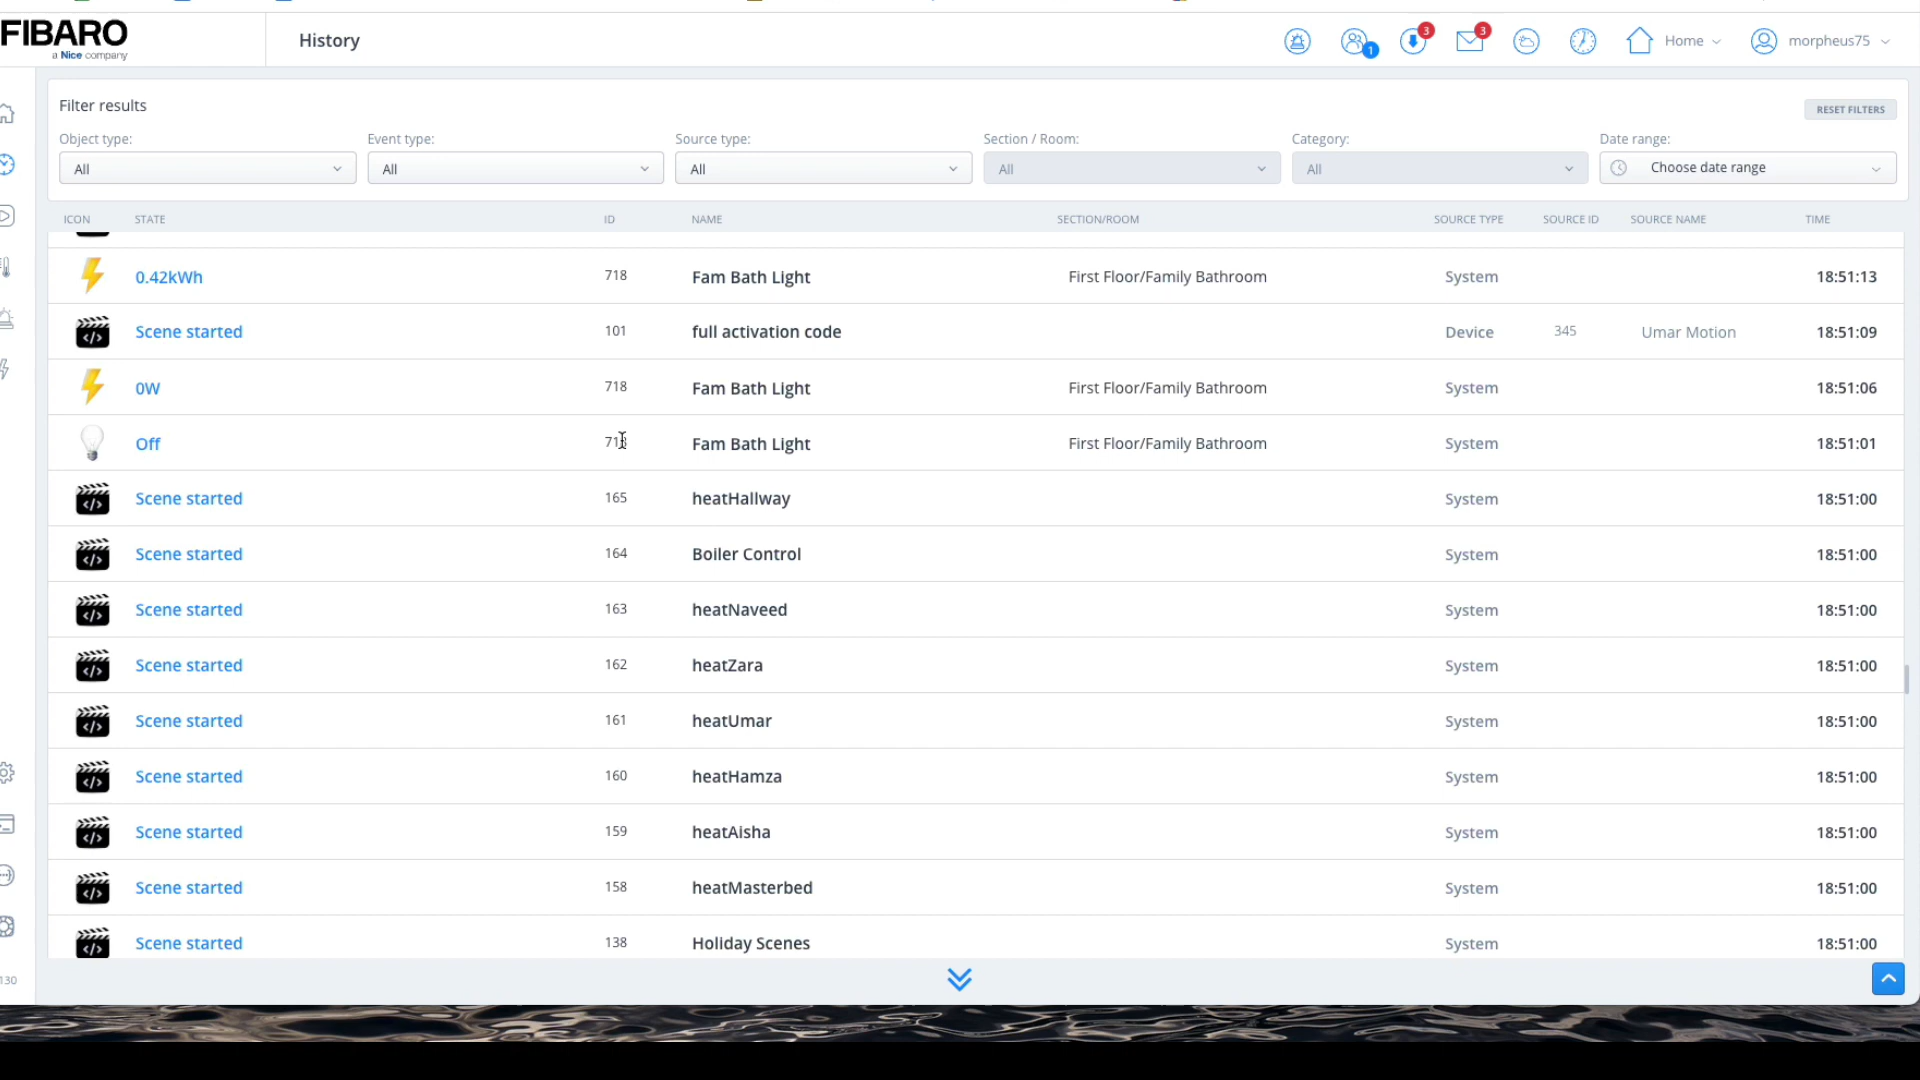 FIBARO
a Nice company
History
1
3
3
Home
morpheus75
Filter results
RESET FILTERS
Object type:
Event type:
Source type:
Section / Room:
Category:
Date range:
All
All
All
All
All
Choose date range
ICON STATE ID NAME SECTION/ROOM SOURCE TYPE SOURCE ID SOURCE NAME TIME
0.42kWh 718 Fam Bath Light First Floor/Family Bathroom System 18:51:13
Scene started 101 full activation code Device 345 Umar Motion 18:51:09
0W 718 Fam Bath Light First Floor/Family Bathroom System 18:51:06
Off 718 Fam Bath Light First Floor/Family Bathroom System 18:51:01
Scene started 165 heatHallway System 18:51:00
Scene started 164 Boiler Control System 18:51:00
Scene started 163 heatNaveed System 18:51:00
Scene started 162 heatZara System 18:51:00
Scene started 161 heatUmar System 18:51:00
Scene started 160 heatHamza System 18:51:00
Scene started 159 heatAisha System 18:51:00
Scene started 158 heatMasterbed System 18:51:00
Scene started 138 Holiday Scenes System 18:51:00
130